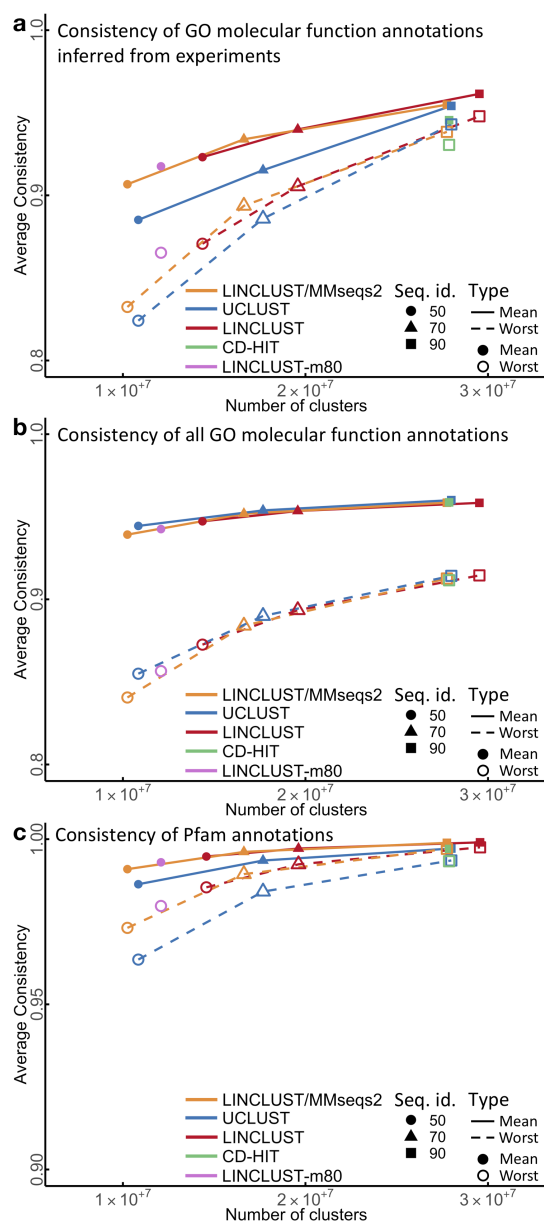 a
Consistency of GO molecular function annotations
inferred from experiments
1.0
0.9
0.8
Average Consistency
LINCLUST/MMseqs2
UCLUST
LINCLUST
CD-HIT
LINCLUST-m80
Seq. id.
50
70
90
Type
Mean
Worst
Mean
Worst
1×10+7
2×10+7
3×10+7
Number of clusters
b
Consistency of all GO molecular function annotations
1.0
0.9
0.8
Average Consistency
LINCLUST/MMseqs2
UCLUST
LINCLUST
CD-HIT
LINCLUST-m80
Seq. id.
50
70
90
Type
Mean
Worst
Mean
Worst
1×10+7
2×10+7
3×10+7
Number of clusters
c
Consistency of Pfam annotations
1.00
0.95
0.90
Average Consistency
LINCLUST/MMseqs2
UCLUST
LINCLUST
CD-HIT
LINCLUST-m80
Seq. id.
50
70
90
Type
Mean
Worst
Mean
Worst
1×10+7
2×10+7
3×10+7
Number of clusters